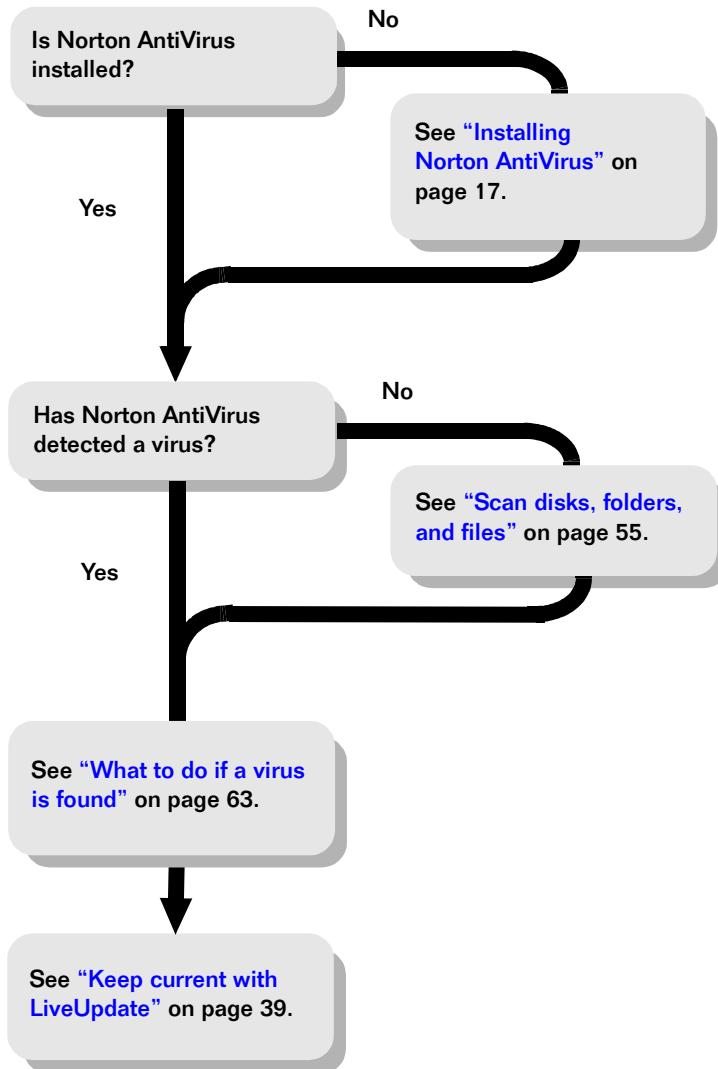 Is Norton AntiVirus
installed?
No
See “Installing
Norton AntiVirus” on
page 17.
Yes
Has Norton AntiVirus
detected a virus?
No
See “Scan disks, folders,
and files” on page 55.
Yes
See “What to do if a virus
is found” on page 63.
See “Keep current with
LiveUpdate” on page 39.